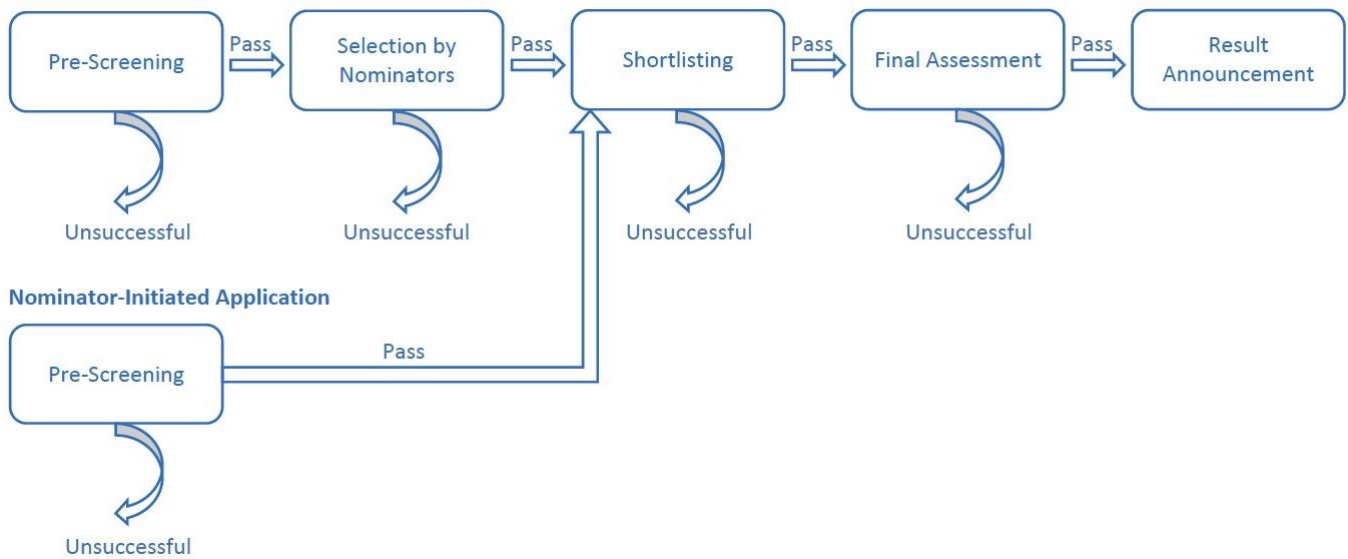 Pre-Screening
Pass
Selection by
Nominators
Pass
Shortlisting
Pass
Final Assessment
Pass
Result
Announcement
Unsuccessful
Unsuccessful
Unsuccessful
Unsuccessful
Nominator-Initiated Application
Pre-Screening
Pass
Unsuccessful